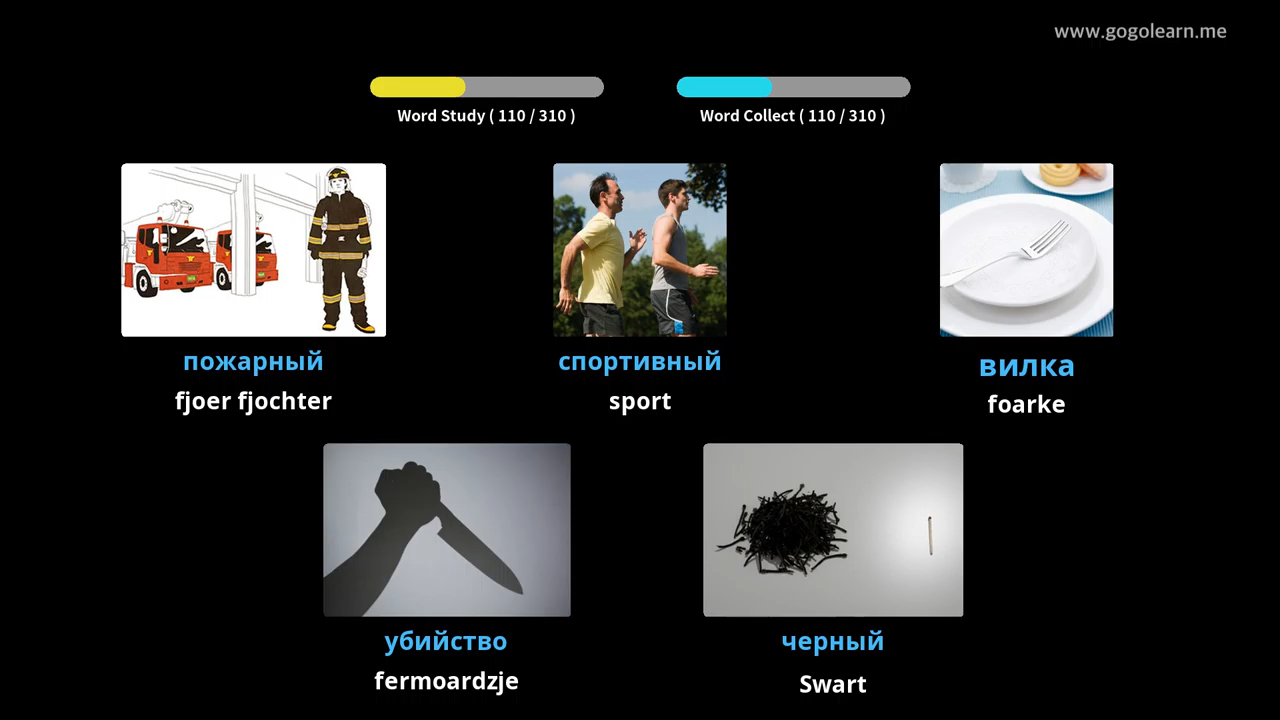 www.gogolearn.me
Word Study ( 110 / 310 )
Word Collect ( 110 / 310 )
пожарный
fjoer fjochter
спортивный
sport
вилка
foarke
убийство
fermoardzje
черный
Swart